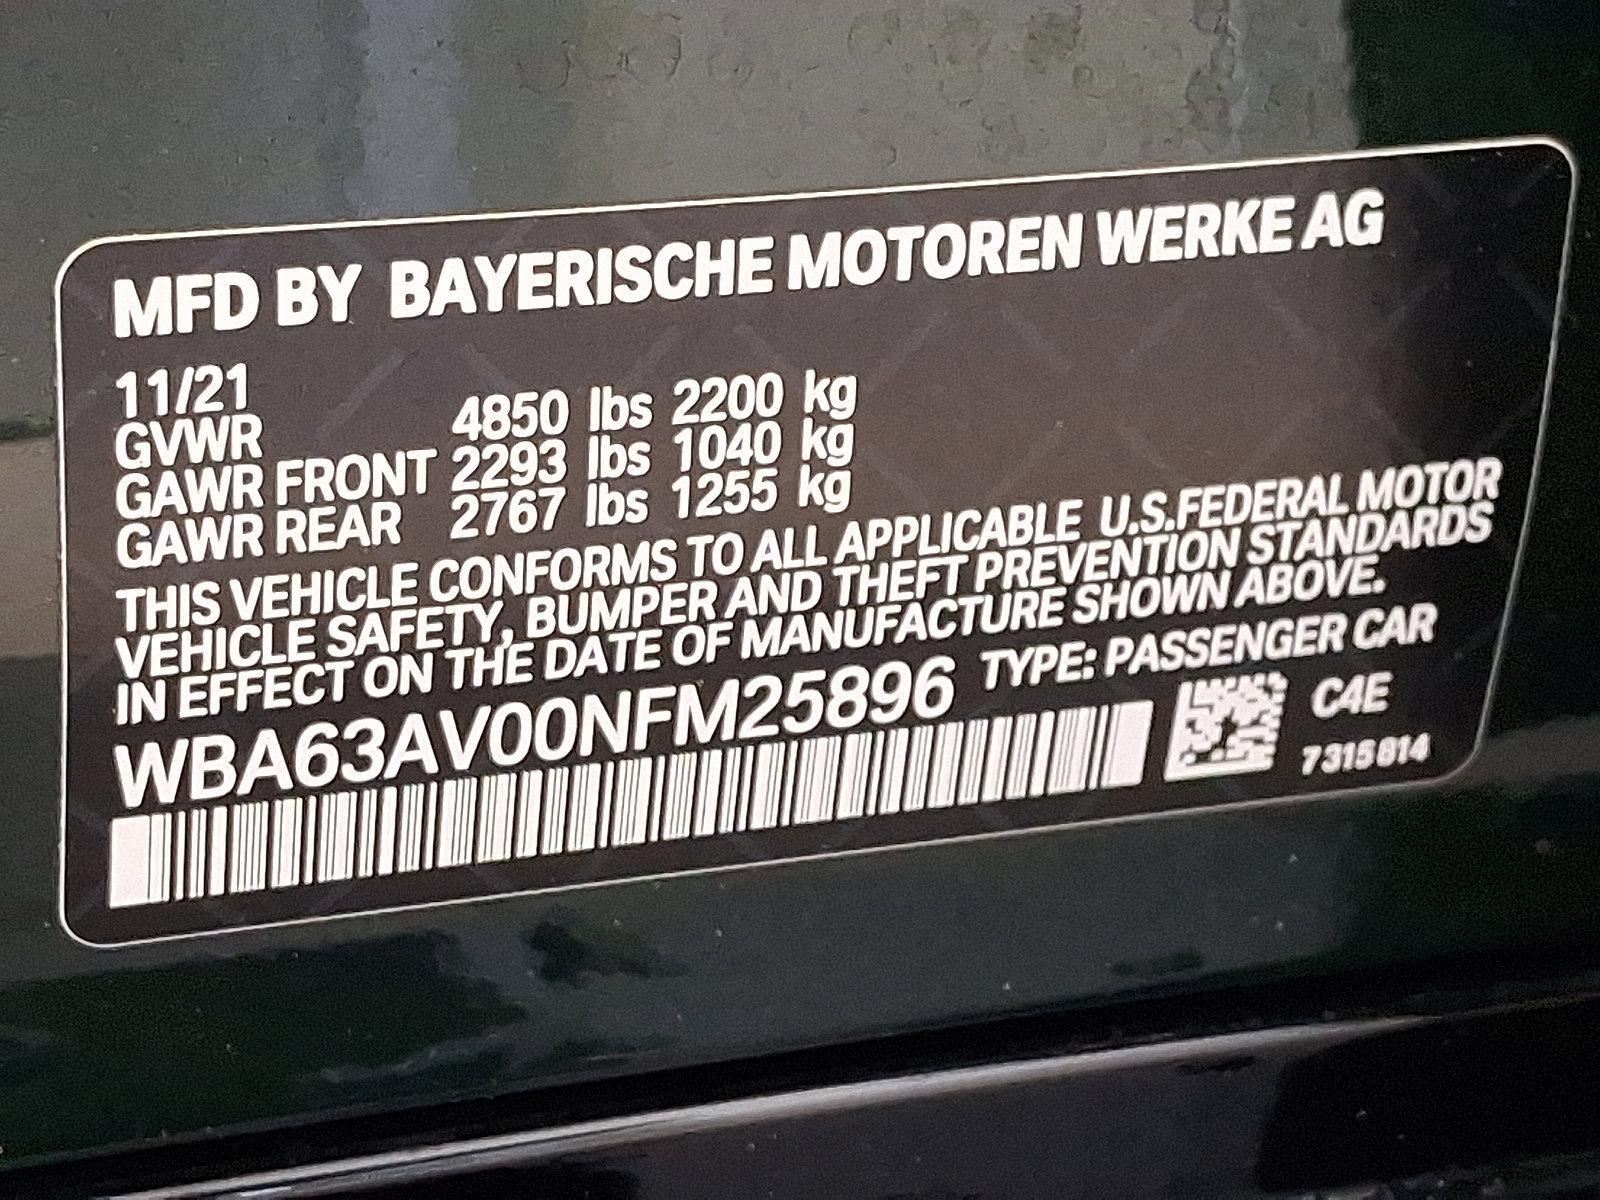 MFD BY BAYERISCHE MOTOREN WERKE AG
11/21
GVWR 4850 lbs 2200 kg
GAWR FRONT 2293 lbs 1040 kg
GAWR REAR 2767 lbs 1255 kg
THIS VEHICLE CONFORMS TO ALL APPLICABLE U.S.FEDERAL MOTOR
VEHICLE SAFETY, BUMPER AND THEFT PREVENTION STANDARDS
IN EFFECT ON THE DATE OF MANUFACTURE SHOWN ABOVE.
WBA63AV00NFM25896 TYPE: PASSENGER CAR
C4E
7315814